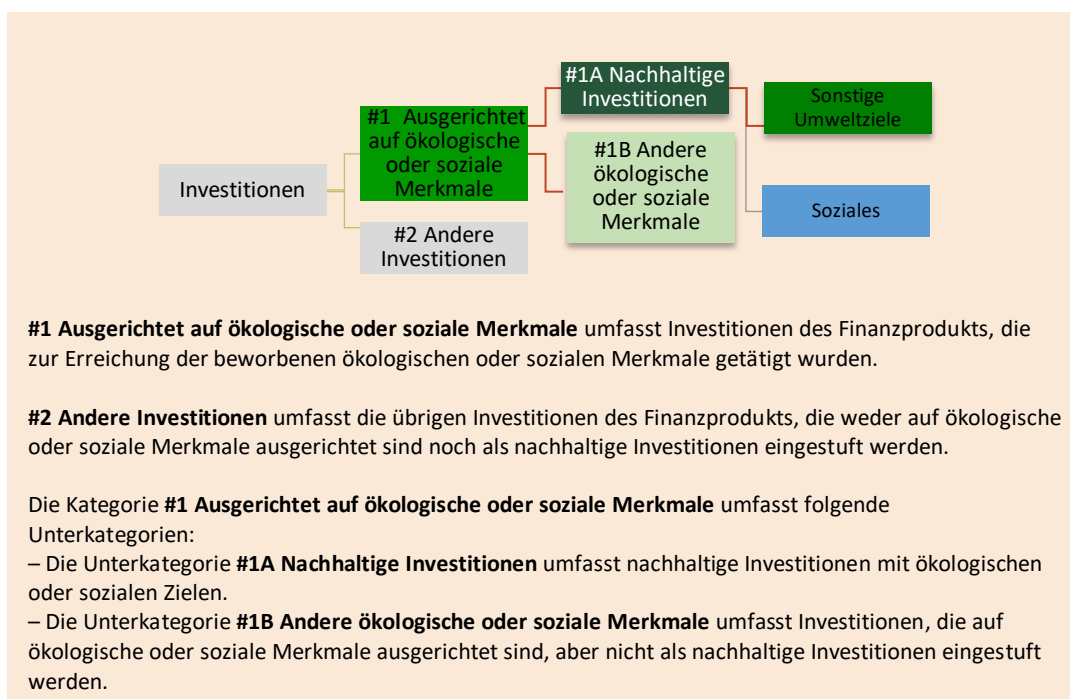 Investitionen
#1 Ausgerichtet
auf ökologische
oder soziale
Merkmale
#2 Andere
Investitionen
#1A Nachhaltige
Investitionen
#1B Andere
ökologische
oder soziale
Merkmale
Sonstige
Umweltziele
Soziales
#1 Ausgerichtet auf ökologische oder soziale Merkmale umfasst Investitionen des Finanzprodukts, die
zur Erreichung der beworbenen ökologischen oder sozialen Merkmale getätigt wurden.
#2 Andere Investitionen umfasst die übrigen Investitionen des Finanzprodukts, die weder auf ökologische
oder soziale Merkmale ausgerichtet sind noch als nachhaltige Investitionen eingestuft werden.
Die Kategorie #1 Ausgerichtet auf ökologische oder soziale Merkmale umfasst folgende
Unterkategorien:
– Die Unterkategorie #1A Nachhaltige Investitionen umfasst nachhaltige Investitionen mit ökologischen
oder sozialen Zielen.
– Die Unterkategorie #1B Andere ökologische oder soziale Merkmale umfasst Investitionen, die auf
ökologische oder soziale Merkmale ausgerichtet sind, aber nicht als nachhaltige Investitionen eingestuft
werden.